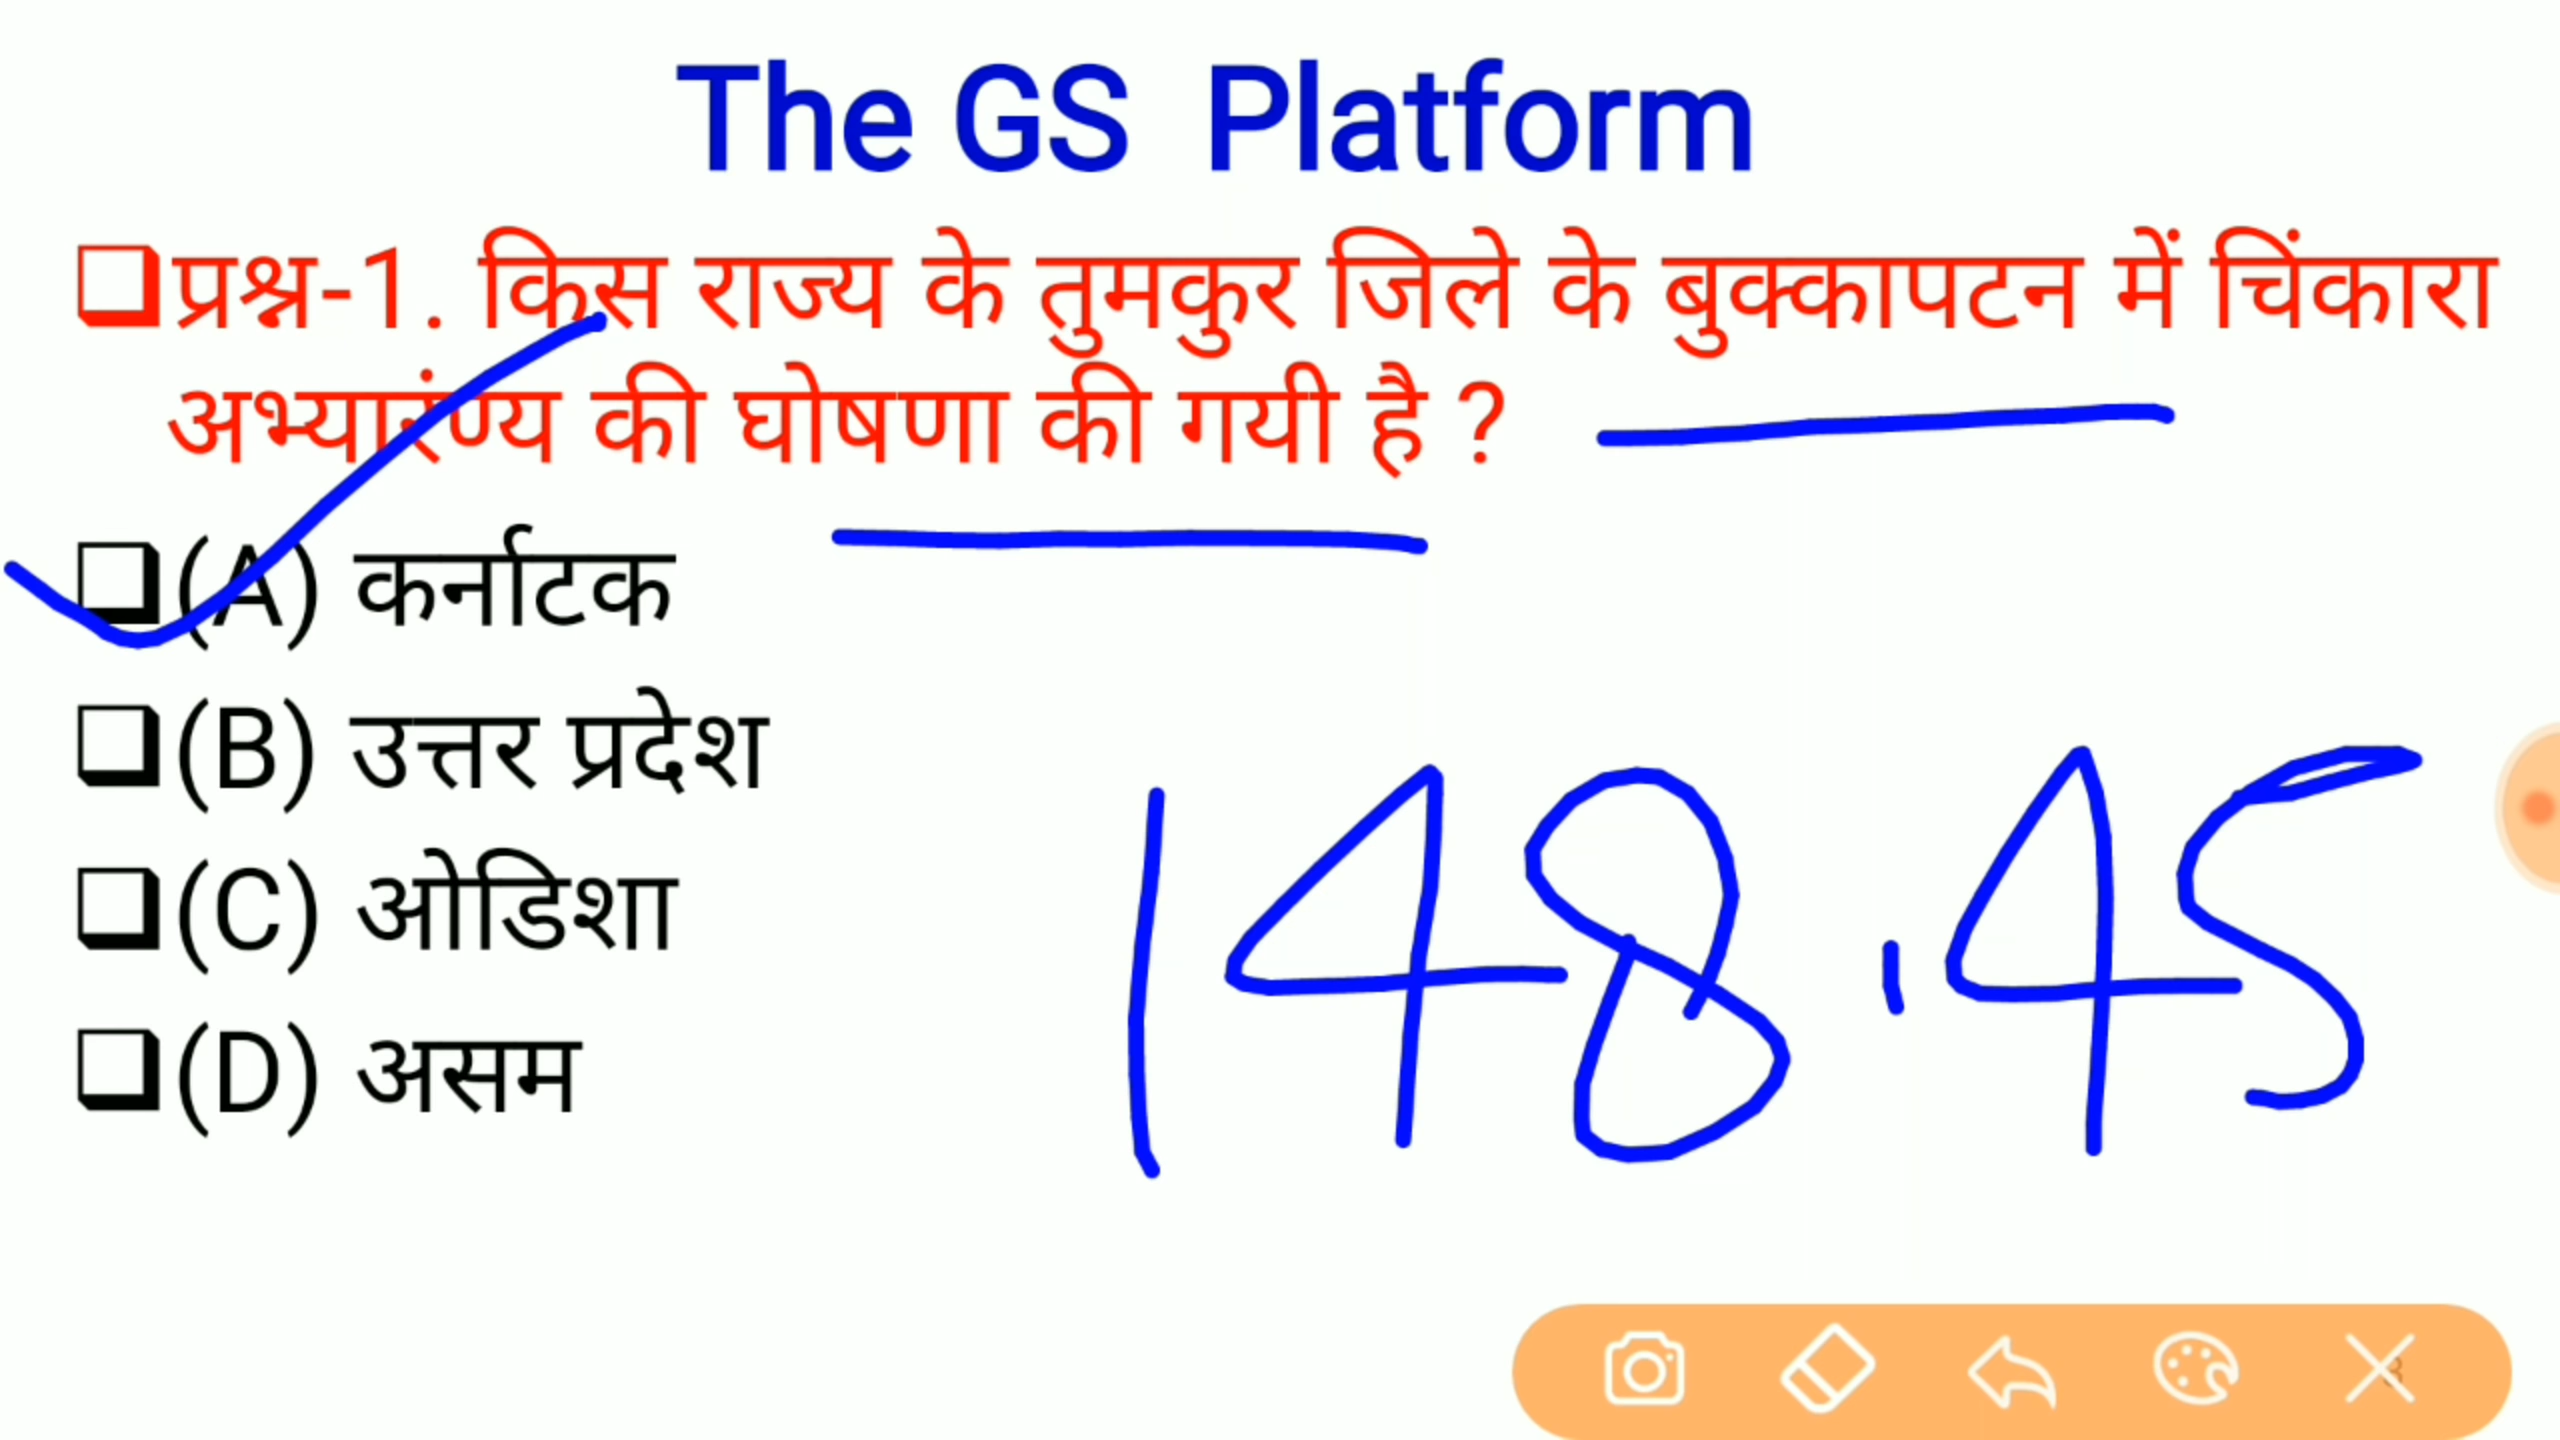 The GS Platform
प्रश्न-1. किस राज्य के तुमकुर जिले के बुक्कापटन में चिंकारा
अभ्यारंण्य की घोषणा की गयी है ?
(A) कर्नाटक
(B) उत्तर प्रदेश
(C) ओडिशा
(D) असम
148.45